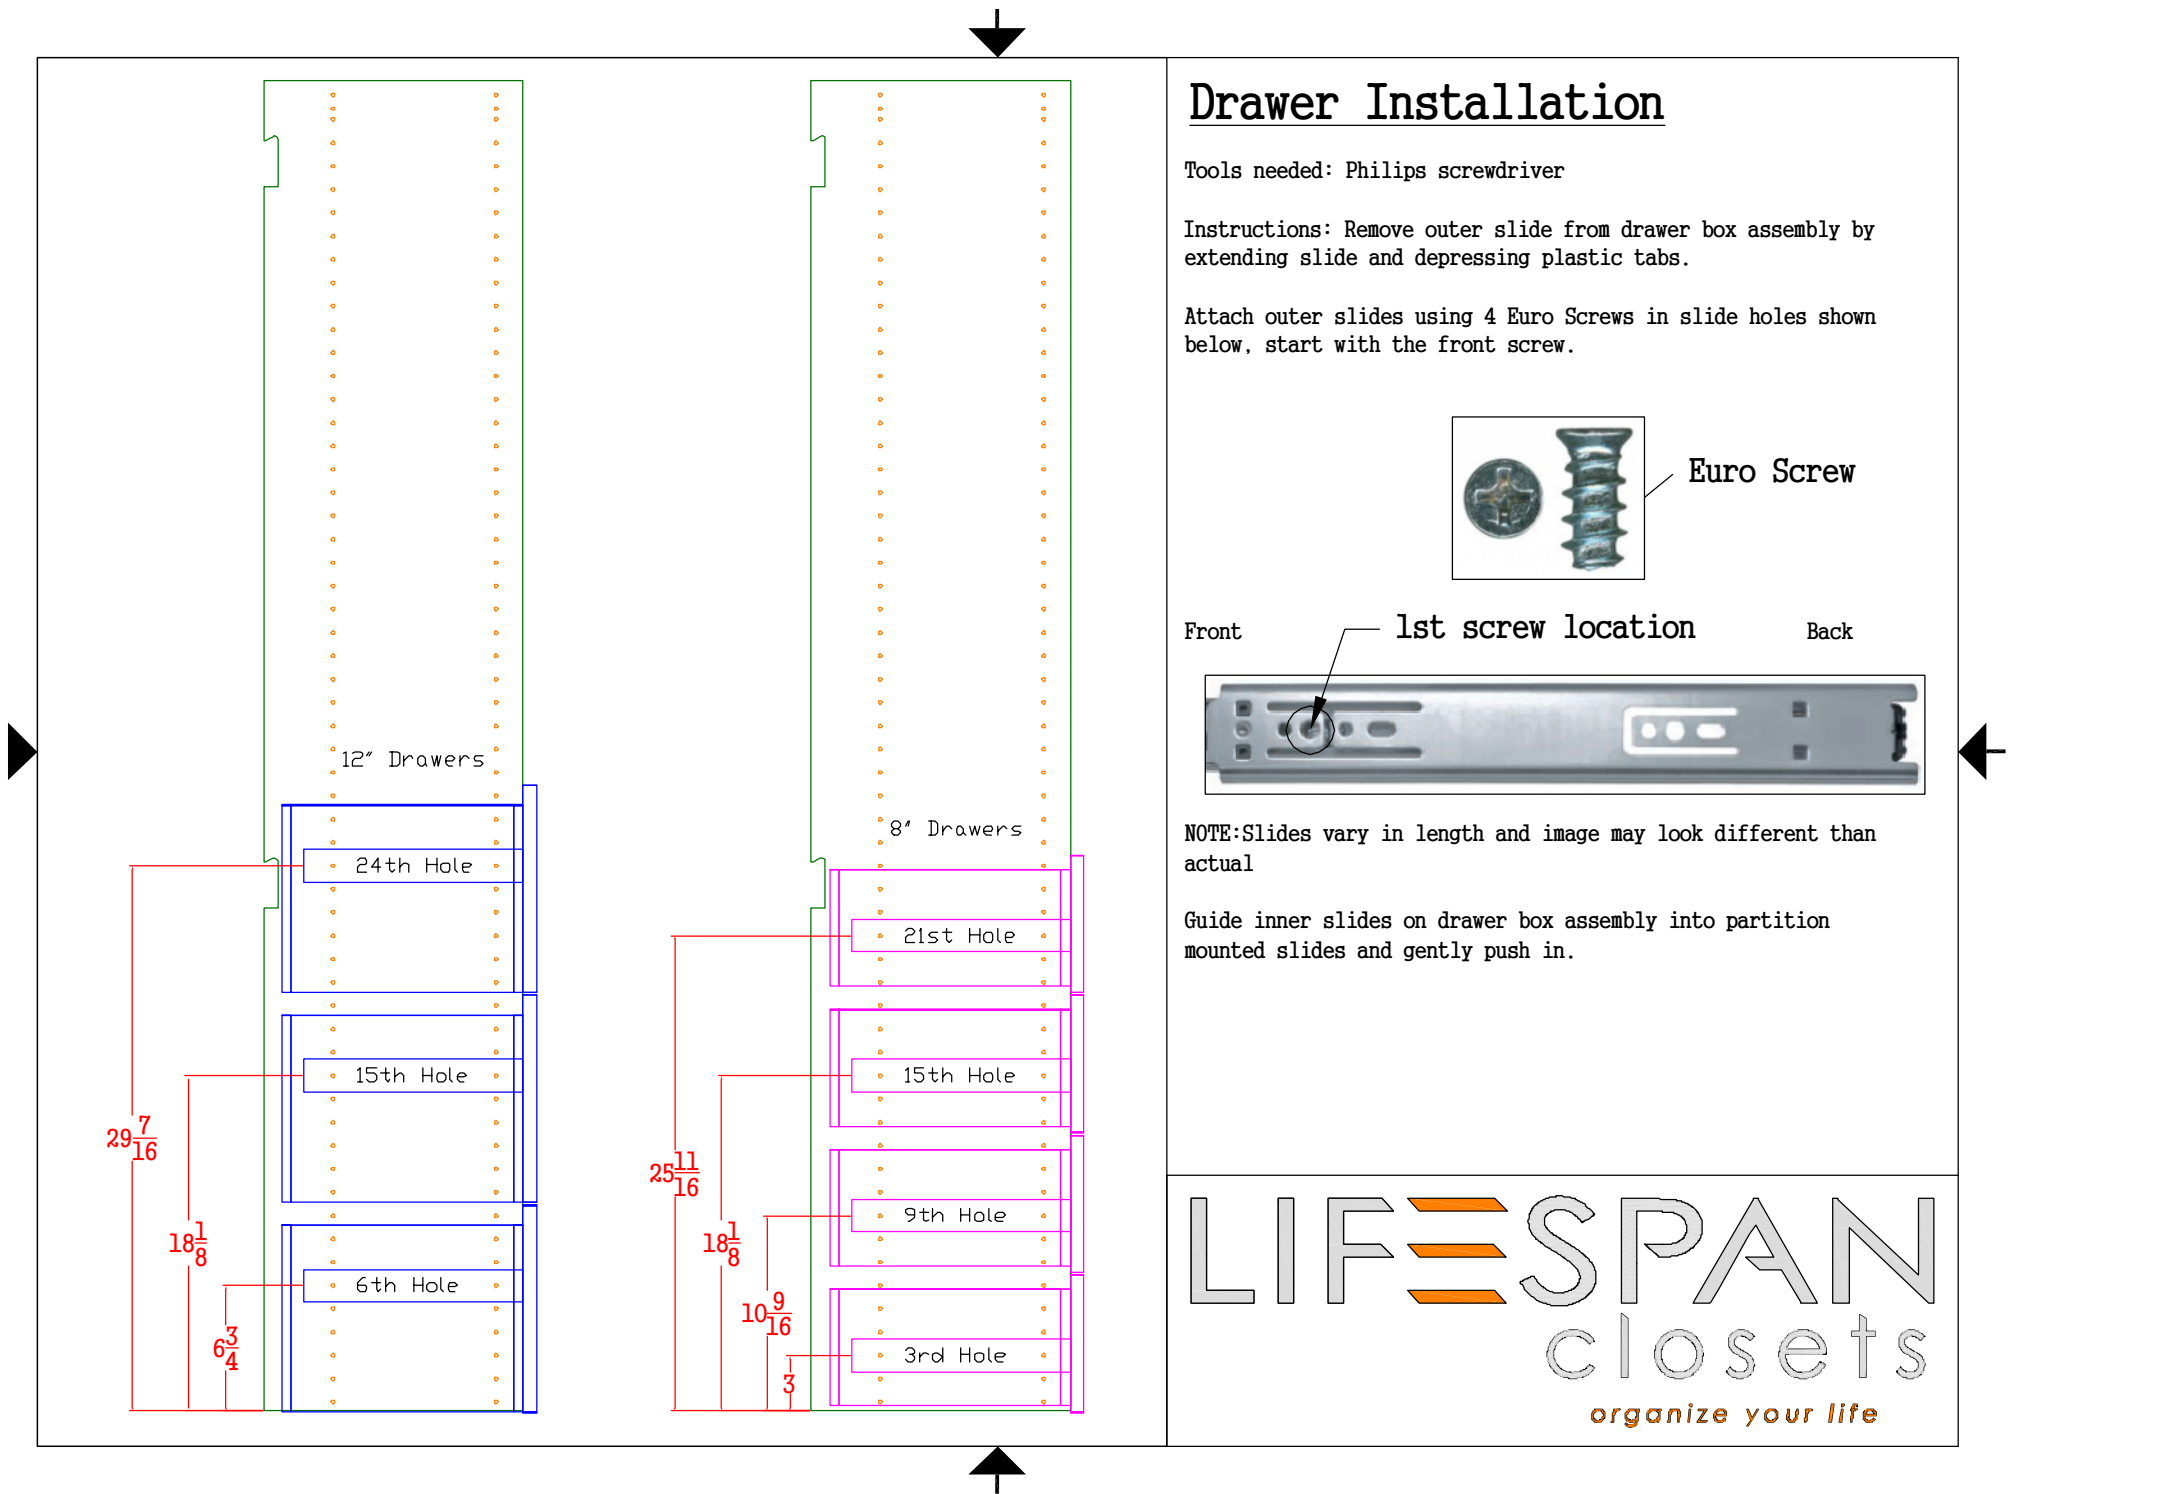 12" Drawers
24th Hole
15th Hole
6th Hole
29 7/16
18 1/8
6 3/4
8" Drawers
21st Hole
15th Hole
9th Hole
3rd Hole
25 11/16
18 1/8
10 9/16
3
Drawer Installation
Tools needed: Philips screwdriver
Instructions: Remove outer slide from drawer box assembly by
extending slide and depressing plastic tabs.
Attach outer slides using 4 Euro Screws in slide holes shown
below, start with the front screw.
Euro Screw
Front
1st screw location
Back
NOTE:Slides vary in length and image may look different than
actual
Guide inner slides on drawer box assembly into partition
mounted slides and gently push in.
LIFESPAN
closets
organize your life